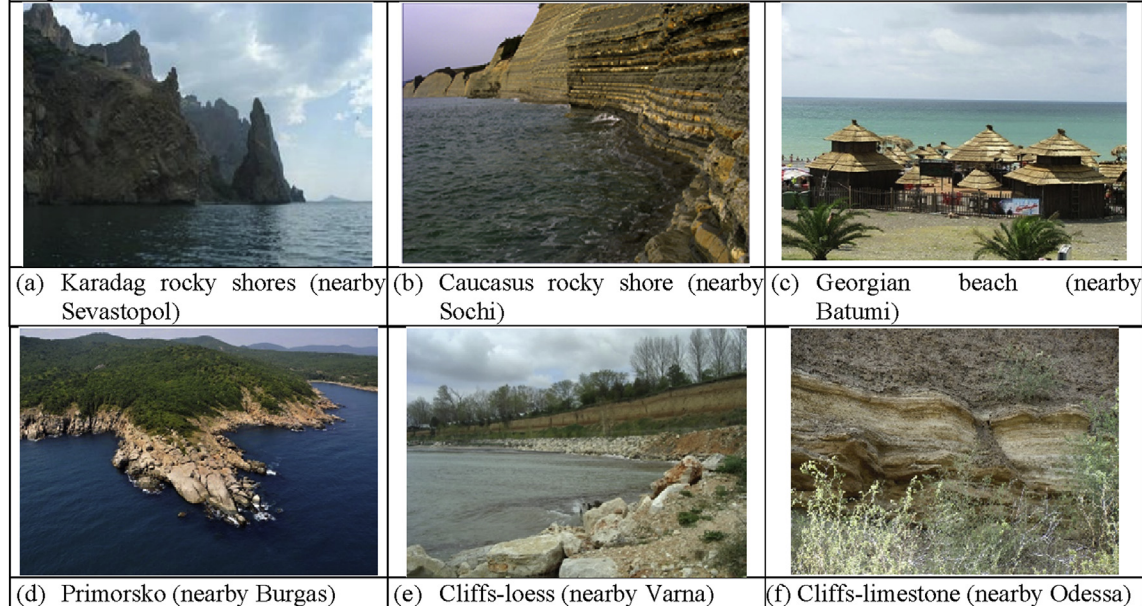 (a) Karadag rocky shores (nearby
Sevastopol)
(b) Caucasus rocky shore (nearby
Sochi)
(c) Georgian beach (nearby
Batumi)
(d) Primorsko (nearby Burgas)
(e) Cliffs-loess (nearby Varna)
(f) Cliffs-limestone (nearby Odessa)